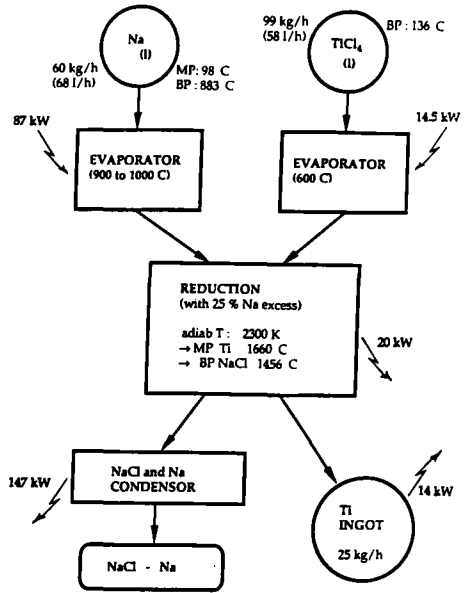 Na
(l)
60 kg/h
(68 l/h)
MP: 98 C
BP: 883 C
99 kg/h
(58 l/h)
TiCl4
(l)
BP: 136 C
87 kW
EVAPORATOR
(900 to 1000 C)
14.5 kW
EVAPORATOR
(600 C)
REDUCTION
(with 25 % Na excess)
adiab T : 2300 K
→ MP Ti 1660 C
→ BP NaCl 1456 C
20 kW
147 kW
NaCl and Na
CONDENSOR
NaCl - Na
14 kW
Ti
INGOT
25 kg/h